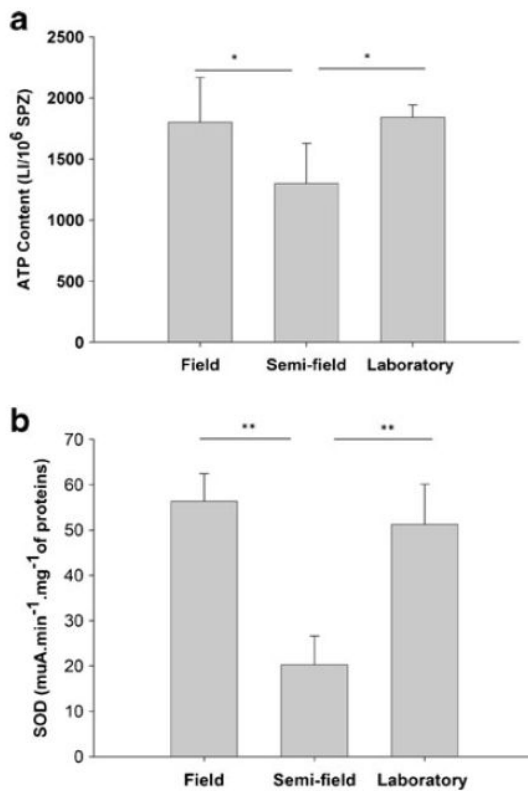 a
ATP Content (LI/10⁶ SPZ)
2500
2000
1500
1000
500
0
* *
Field Semi-field Laboratory
b
SOD (muA.min⁻¹.mg⁻¹of proteins)
70
60
50
40
30
20
10
0
** **
Field Semi-field Laboratory